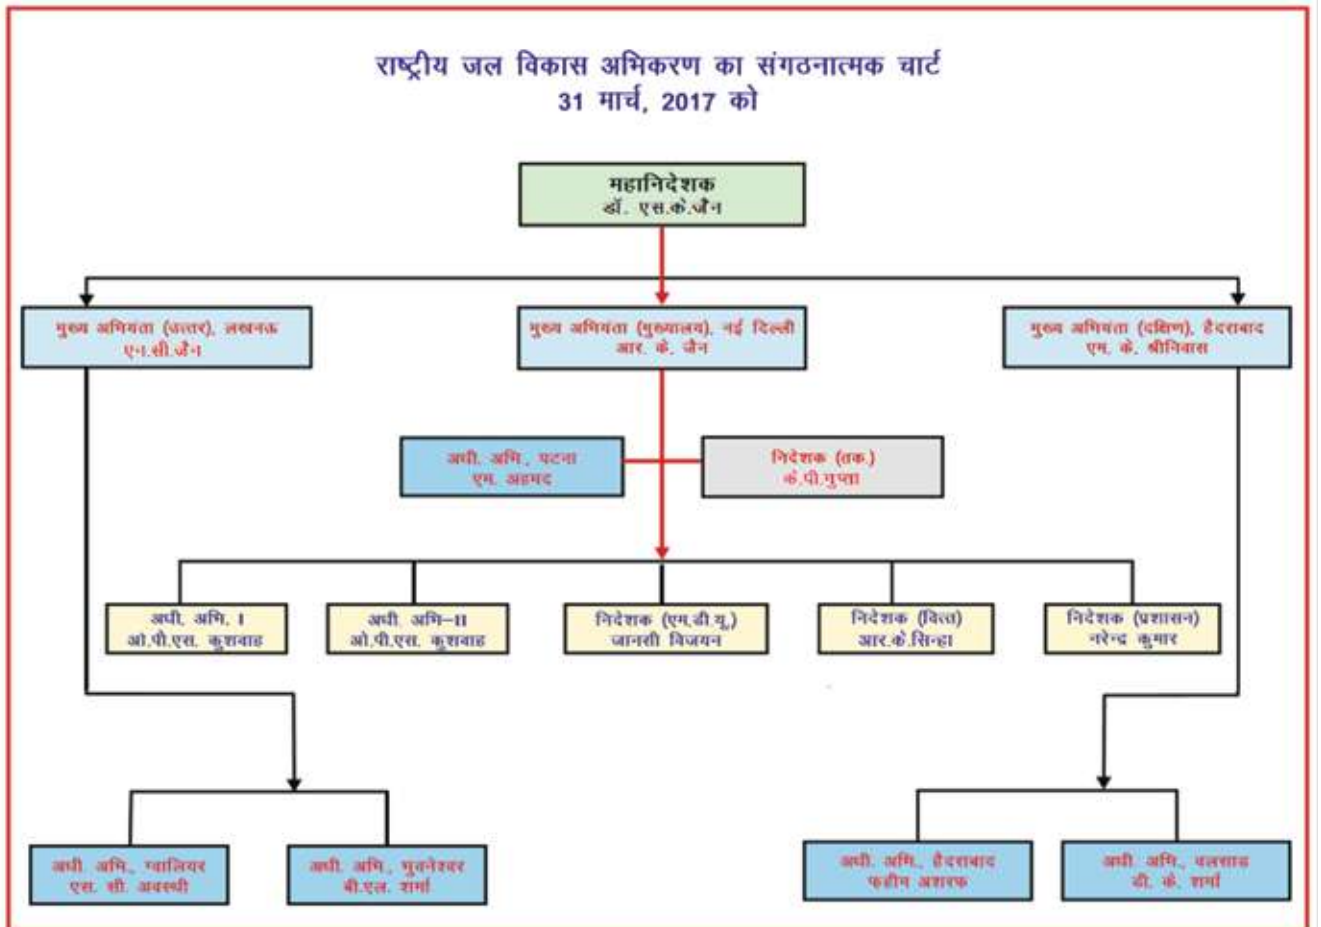 राष्ट्रीय जल विकास अभिकरण का संगठनात्मक चार्ट
31 मार्च, 2017 को
महानिदेशक
डॉ. एस.के.जैन
मुख्य अभियंता (उत्तर), लखनऊ
एन.सी.जैन
मुख्य अभियंता (मुख्यालय), नई दिल्ली
आर. के. जैन
मुख्य अभियंता (दक्षिण), हैदराबाद
एम. के. श्रीनिवास
अधी. अभि., पटना
एम. अहमद
निदेशक (तक.)
के.पी.गुप्ता
अधी. अभि. I
ओ.पी.एस. कुशवाह
अधी. अभि-II
ओ.पी.एस. कुशवाह
निदेशक (एम.डी.यू.)
जानसी विजयन
निदेशक (वित्त)
आर.के.सिन्हा
निदेशक (प्रशासन)
नरेन्द्र कुमार
अधी. अभि., ग्वालियर
एस. सी. अवस्थी
अधी. अभि., भुवनेश्वर
बी.एल. शर्मा
अधी. अभि., हैदराबाद
फहीम अशरफ
अधी. अभि., वलसाड
डी. के. शर्मा